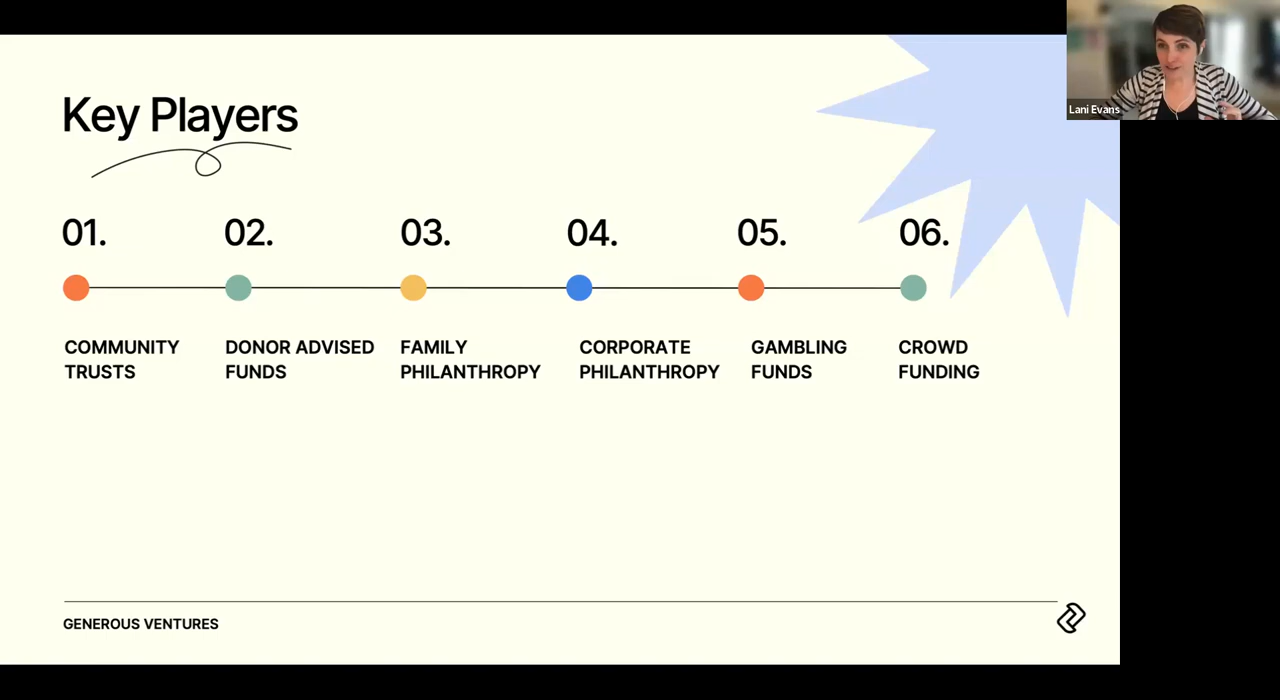 Lani Evans
Key Players
01. 02. 03. 04. 05. 06.
COMMUNITY
TRUSTS
DONOR ADVISED
FUNDS
FAMILY
PHILANTHROPY
CORPORATE
PHILANTHROPY
GAMBLING
FUNDS
CROWD
FUNDING
GENEROUS VENTURES